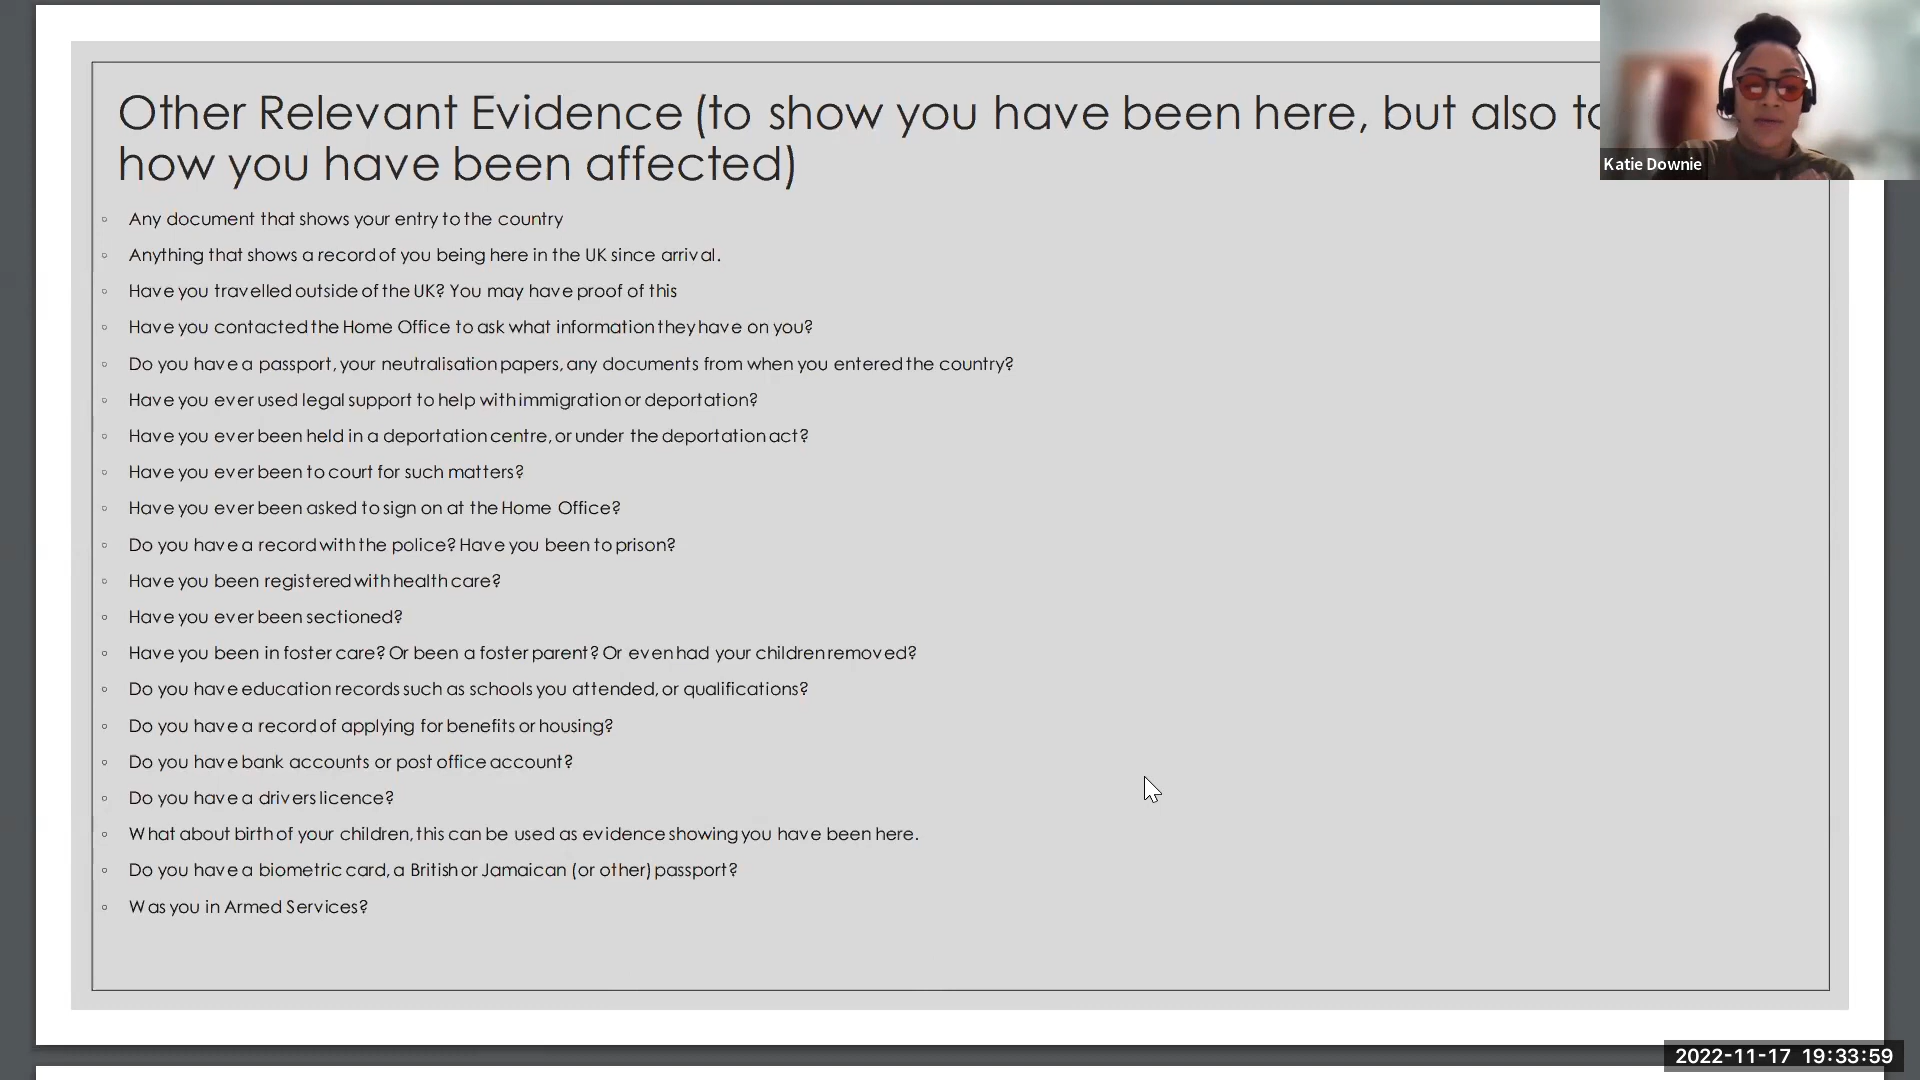 Other Relevant Evidence (to show you have been here, but also
how you have been affected)
Any document that shows your entry to the country
Anything that shows a record of you being here in the UK since arrival.
Have you travelled outside of the UK? You may have proof of this
Have you contacted the Home Office to ask what information they have on you?
Do you have a passport, your neutralisation papers, any documents from when you entered the country?
Have you ever used legal support to help with immigration or deportation?
Have you ever been held in a deportation centre, or under the deportation act?
Have you ever been to court for such matters?
Have you ever been asked to sign on at the Home Office?
Do you have a record with the police? Have you been to prison?
Have you been registered with health care?
Have you ever been sectioned?
Have you been in foster care? Or been a foster parent? Or even had your children removed?
Do you have education records such as schools you attended, or qualifications?
Do you have a record of applying for benefits or housing?
Do you have bank accounts or post office account?
Do you have a drivers licence?
What about birth of your children, this can be used as evidence showing you have been here.
Do you have a biometric card, a British or Jamaican (or other) passport?
Was you in Armed Services?
Katie Downie
2022-11-17 19:33:59